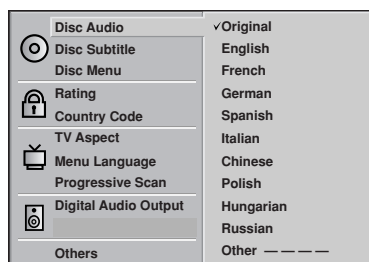 Disc Audio
Disc Subtitle
Disc Menu
Rating
Country Code
TV Aspect
Menu Language
Progressive Scan
Digital Audio Output
Others
✓Original
English
French
German
Spanish
Italian
Chinese
Polish
Hungarian
Russian
Other — — — —